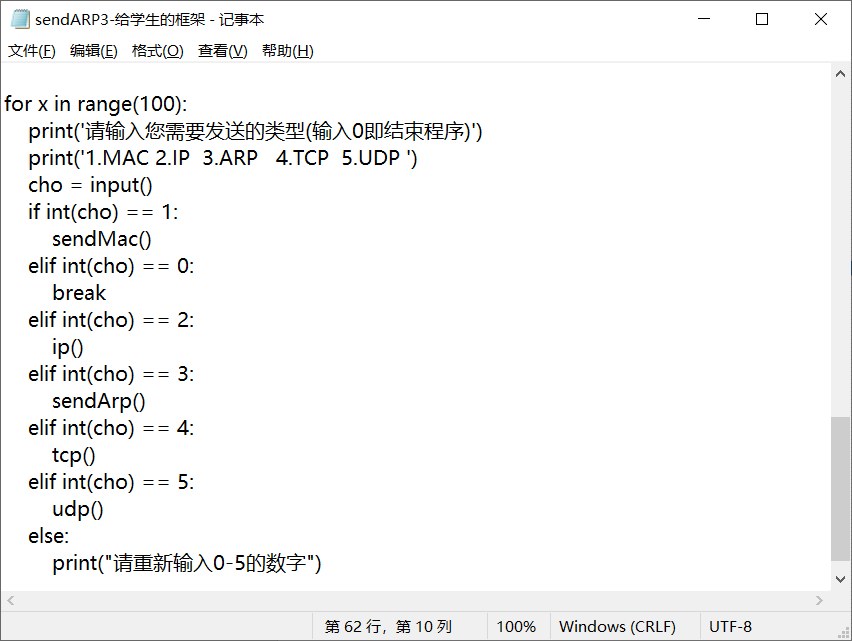 sendARP3-给学生的框架 - 记事本
文件(F) 编辑(E) 格式(O) 查看(V) 帮助(H)
for x in range(100):
    print('请输入您需要发送的类型(输入0即结束程序)')
    print('1.MAC 2.IP  3.ARP   4.TCP  5.UDP ')
    cho = input()
    if int(cho) == 1:
        sendMac()
    elif int(cho) == 0:
        break
    elif int(cho) == 2:
        ip()
    elif int(cho) == 3:
        sendArp()
    elif int(cho) == 4:
        tcp()
    elif int(cho) == 5:
        udp()
    else:
        print("请重新输入0-5的数字")
第 62 行，第 10 列 100% Windows (CRLF) UTF-8